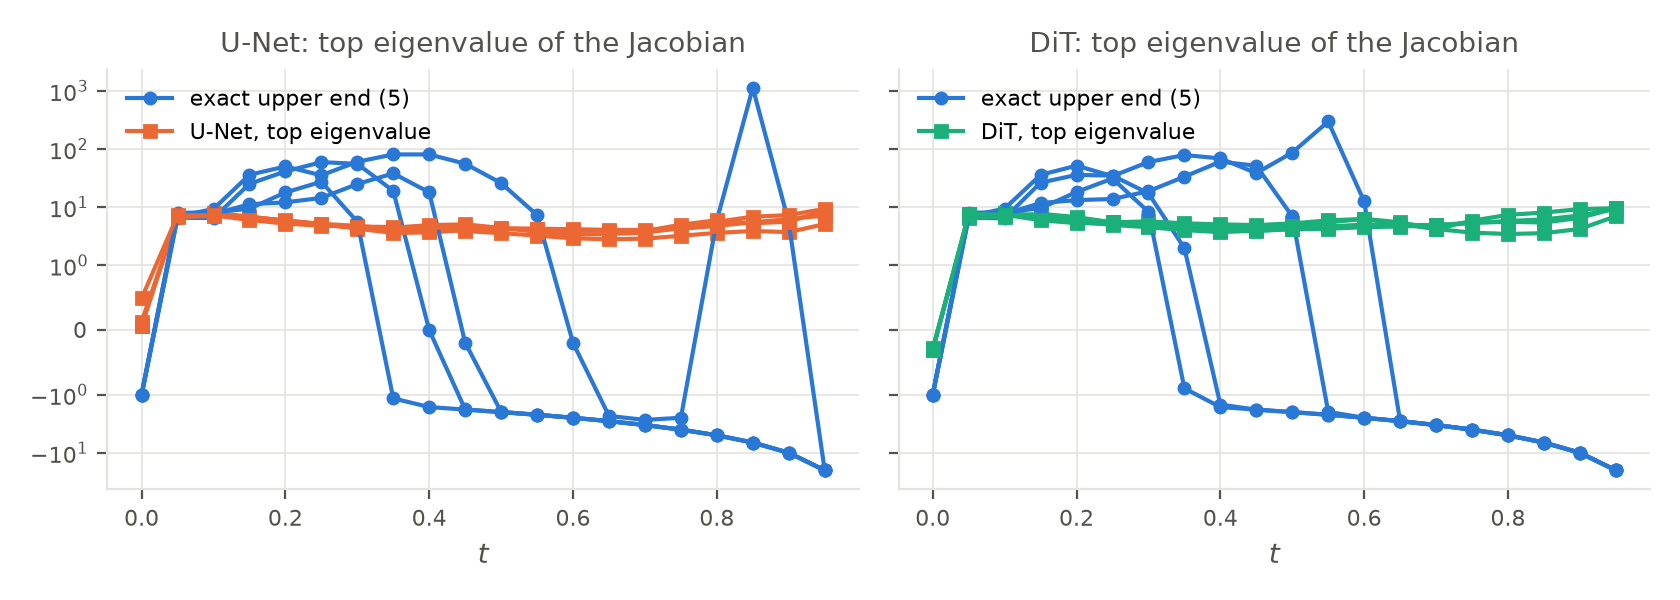 U-Net: top eigenvalue of the Jacobian
exact upper end (5)
U-Net, top eigenvalue
10³
10²
10¹
10⁰
0
−10⁰
−10¹
0.0 0.2 0.4 0.6 0.8
t
DiT: top eigenvalue of the Jacobian
exact upper end (5)
DiT, top eigenvalue
0.0 0.2 0.4 0.6 0.8
t